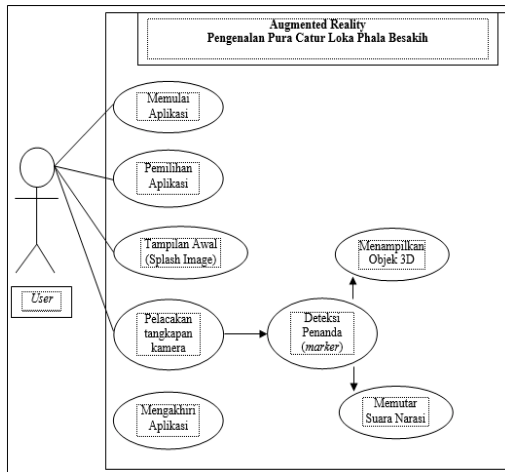 Augmented Reality
Pengenalan Pura Catur Loka Phala Besakih
Memulai
Aplikasi
Pemilihan
Aplikasi
Tampilan Awal
(Splash Image)
Menampilkan
Objek 3D
User
Pelacakan
tangkapan
kamera
Deteksi
Penanda
(marker)
Mengakhiri
Aplikasi
Memutar
Suara Narasi